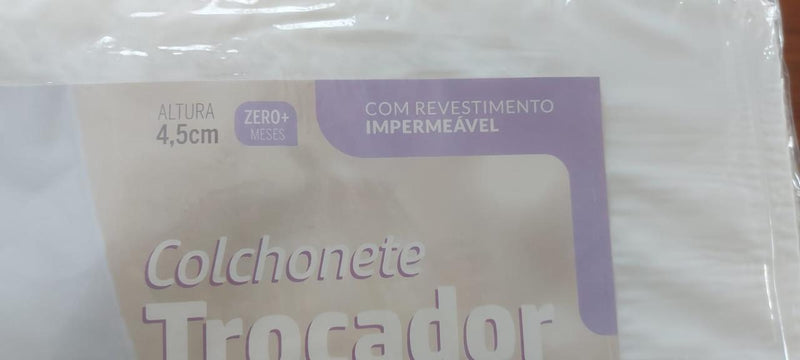 ALTURA
4,5cm
ZERO+
MESES
COM REVESTIMENTO
IMPERMEÁVEL
Colchonete
Trocador